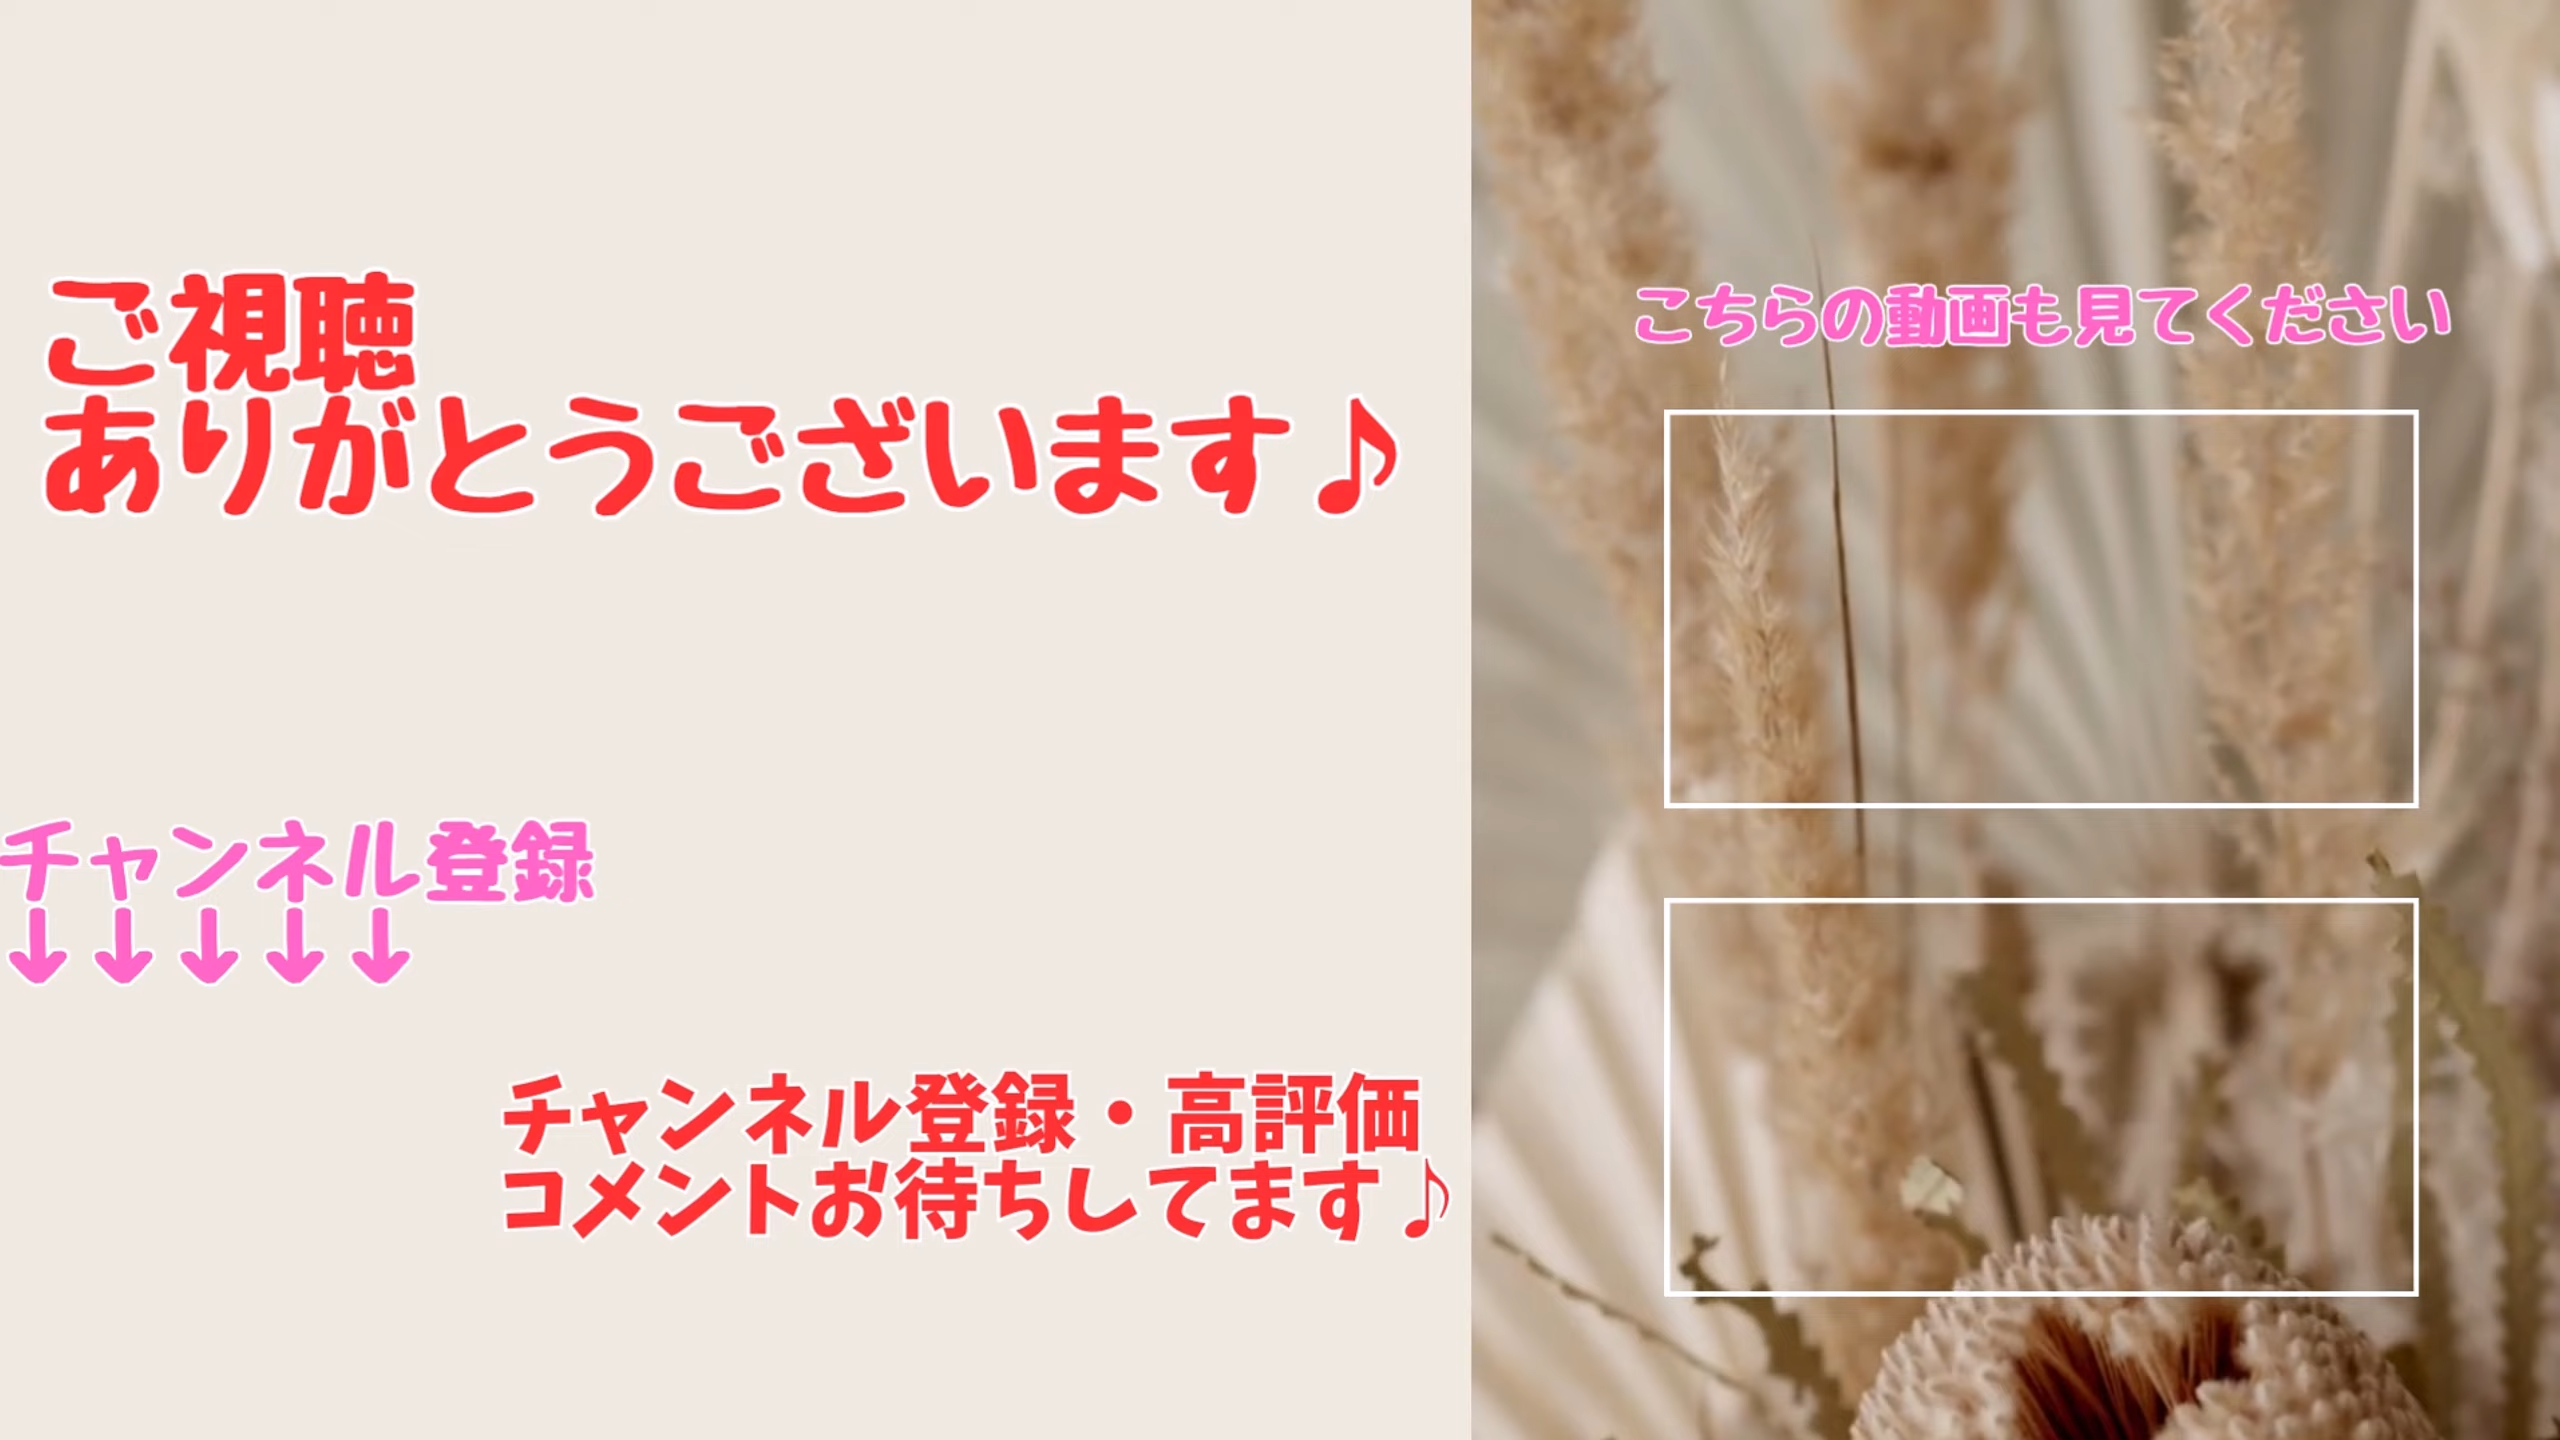 ご視聴
ありがとうございます♪
チャンネル登録
↓↓↓↓↓
チャンネル登録・高評価
コメントお待ちしてます♪
こちらの動画も見てください